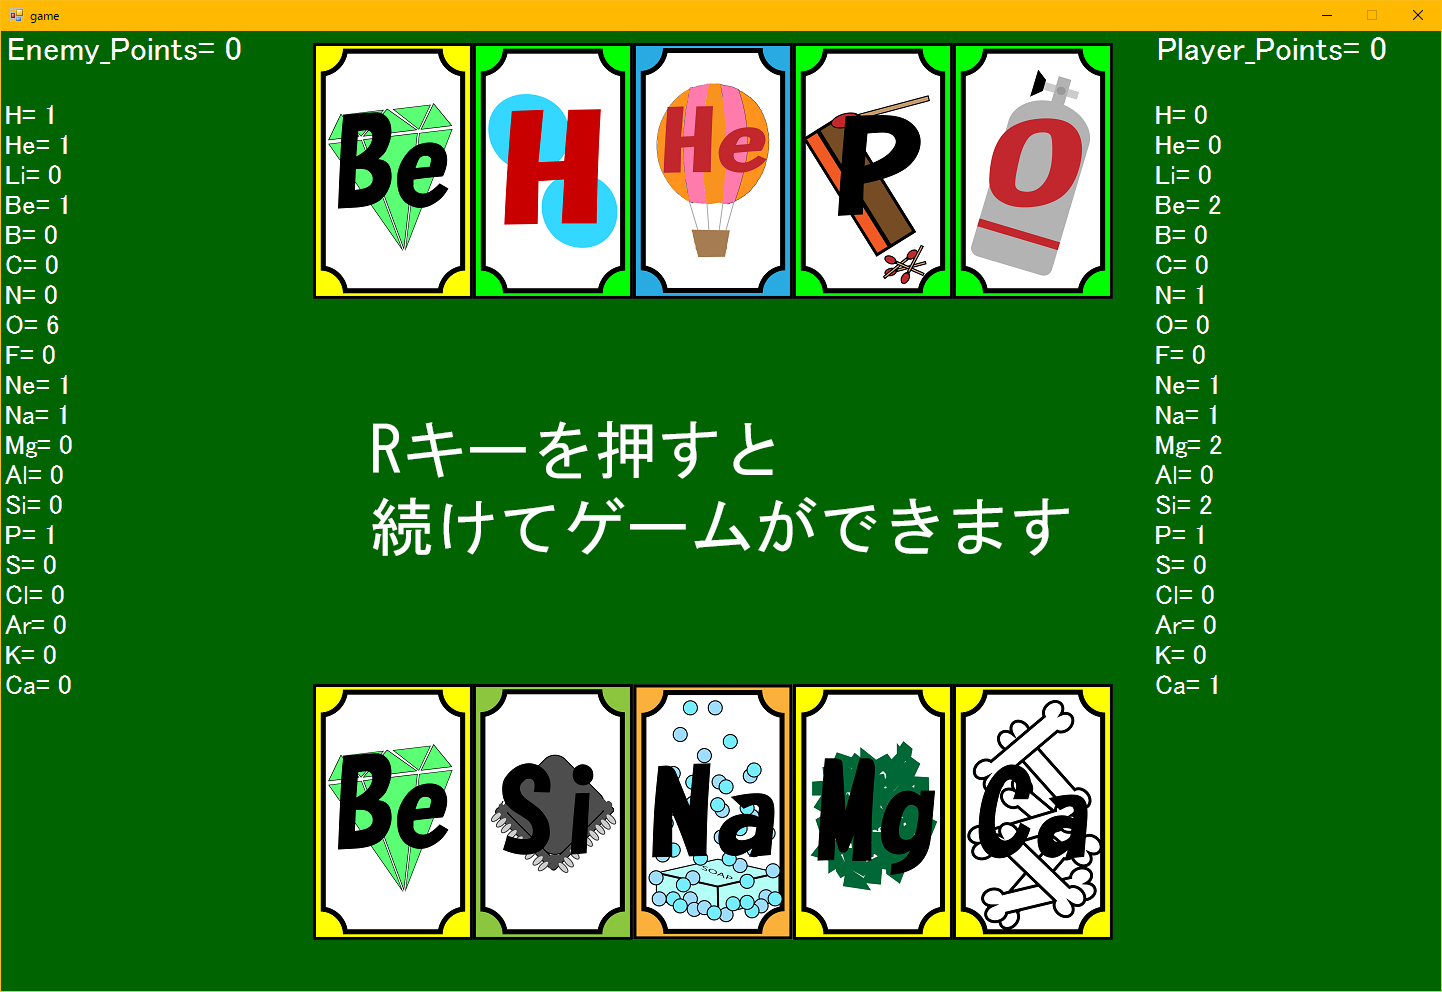 game
Enemy_Points= 0
H= 1
He= 1
Li= 0
Be= 1
B= 0
C= 0
N= 0
O= 6
F= 0
Ne= 1
Na= 1
Mg= 0
Al= 0
Si= 0
P= 1
S= 0
Cl= 0
Ar= 0
K= 0
Ca= 0
Be
H
He
P
O
Rキーを押すと
続けてゲームができます
Be
Si
Na
SOAP
Mg
Ca
Player_Points= 0
H= 0
He= 0
Li= 0
Be= 2
B= 0
C= 0
N= 1
O= 0
F= 0
Ne= 1
Na= 1
Mg= 2
Al= 0
Si= 2
P= 1
S= 0
Cl= 0
Ar= 0
K= 0
Ca= 1